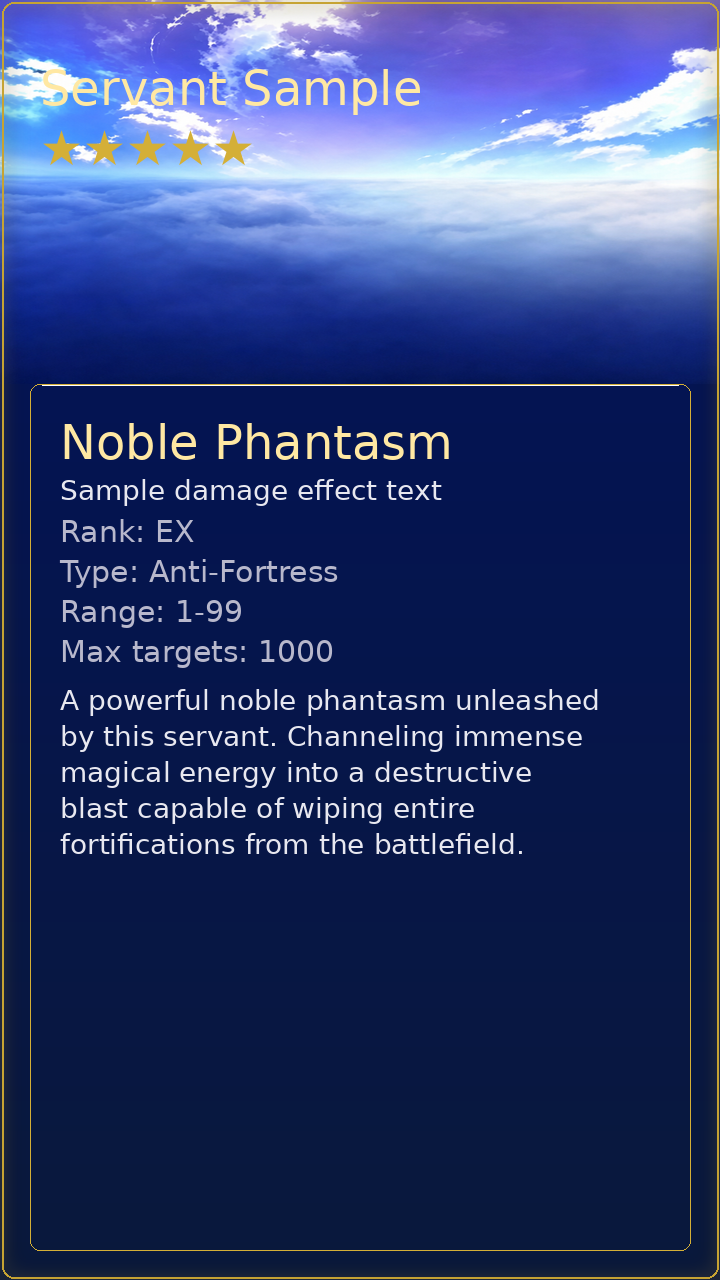 Servant Sample
★★★★★
Noble Phantasm
Sample damage effect text
Rank: EX
Type: Anti-Fortress
Range: 1-99
Max targets: 1000
A powerful noble phantasm unleashed
by this servant. Channeling immense
magical energy into a destructive
blast capable of wiping entire
fortifications from the battlefield.